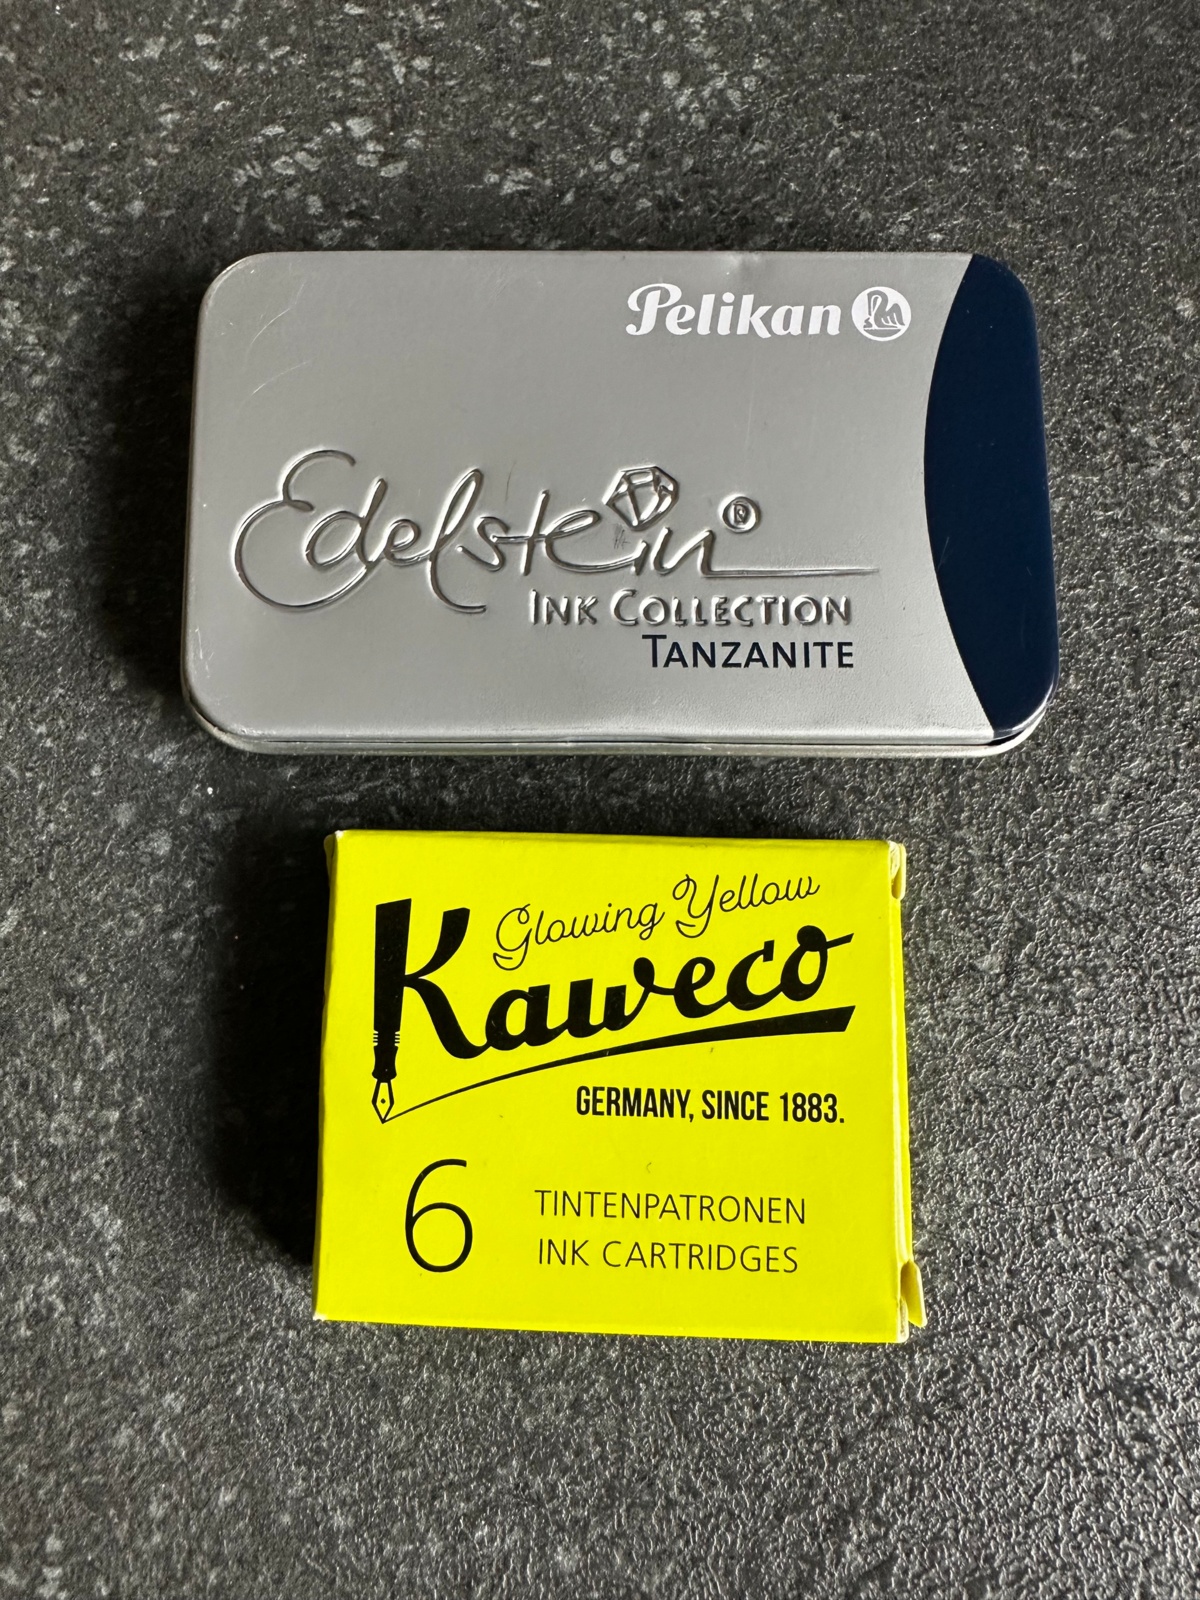 Pelikan
Edelstein®
INK COLLECTION
TANZANITE
Glowing Yellow
Kaweco
GERMANY, SINCE 1883.
6
TINTENPATRONEN
INK CARTRIDGES